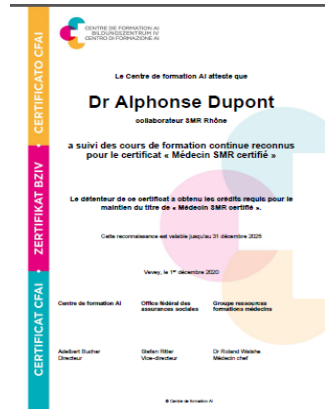 CENTRE DE FORMATION AI
BILDUNGSZENTRUM IV
CENTRO DI FORMAZIONE AI
CERTIFICATO CFAI
ZERTIFIKAT BZIV
CERTIFICAT CFAI
Le Centre de formation AI atteste que
Dr Alphonse Dupont
collaborateur SMR Rhône
a suivi des cours de formation continue reconnus
pour le certificat « Médecin SMR certifié »
Le détenteur de ce certificat a obtenu les crédits requis pour le
maintien du titre de « Médecin SMR certifié ».
Cette reconnaissance est valable jusqu'au 31 décembre 2025
Vevey, le 1er décembre 2020
Centre de formation AI
Office fédéral des
assurances sociales
Groupe ressources
formations médecins
Adelbert Bucher
Directeur
Stefan Ritler
Vice-directeur
Dr Roland Walshe
Médecin chef
© Centre de formation AI